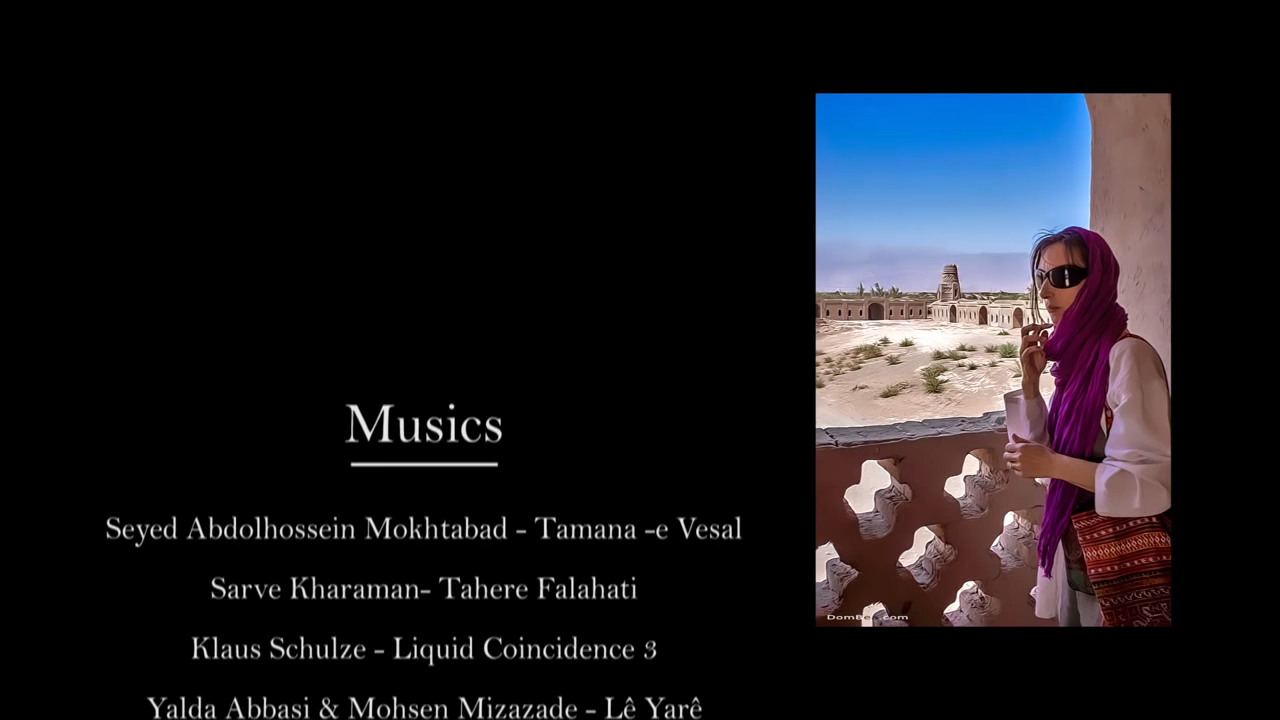 Musics
Seyed Abdolhossein Mokhtabad - Tamana -e Vesal
Sarve Kharaman- Tahere Falahati
Klaus Schulze - Liquid Coincidence 3
Yalda Abbasi & Mohsen Mizazade - Lê Yarê